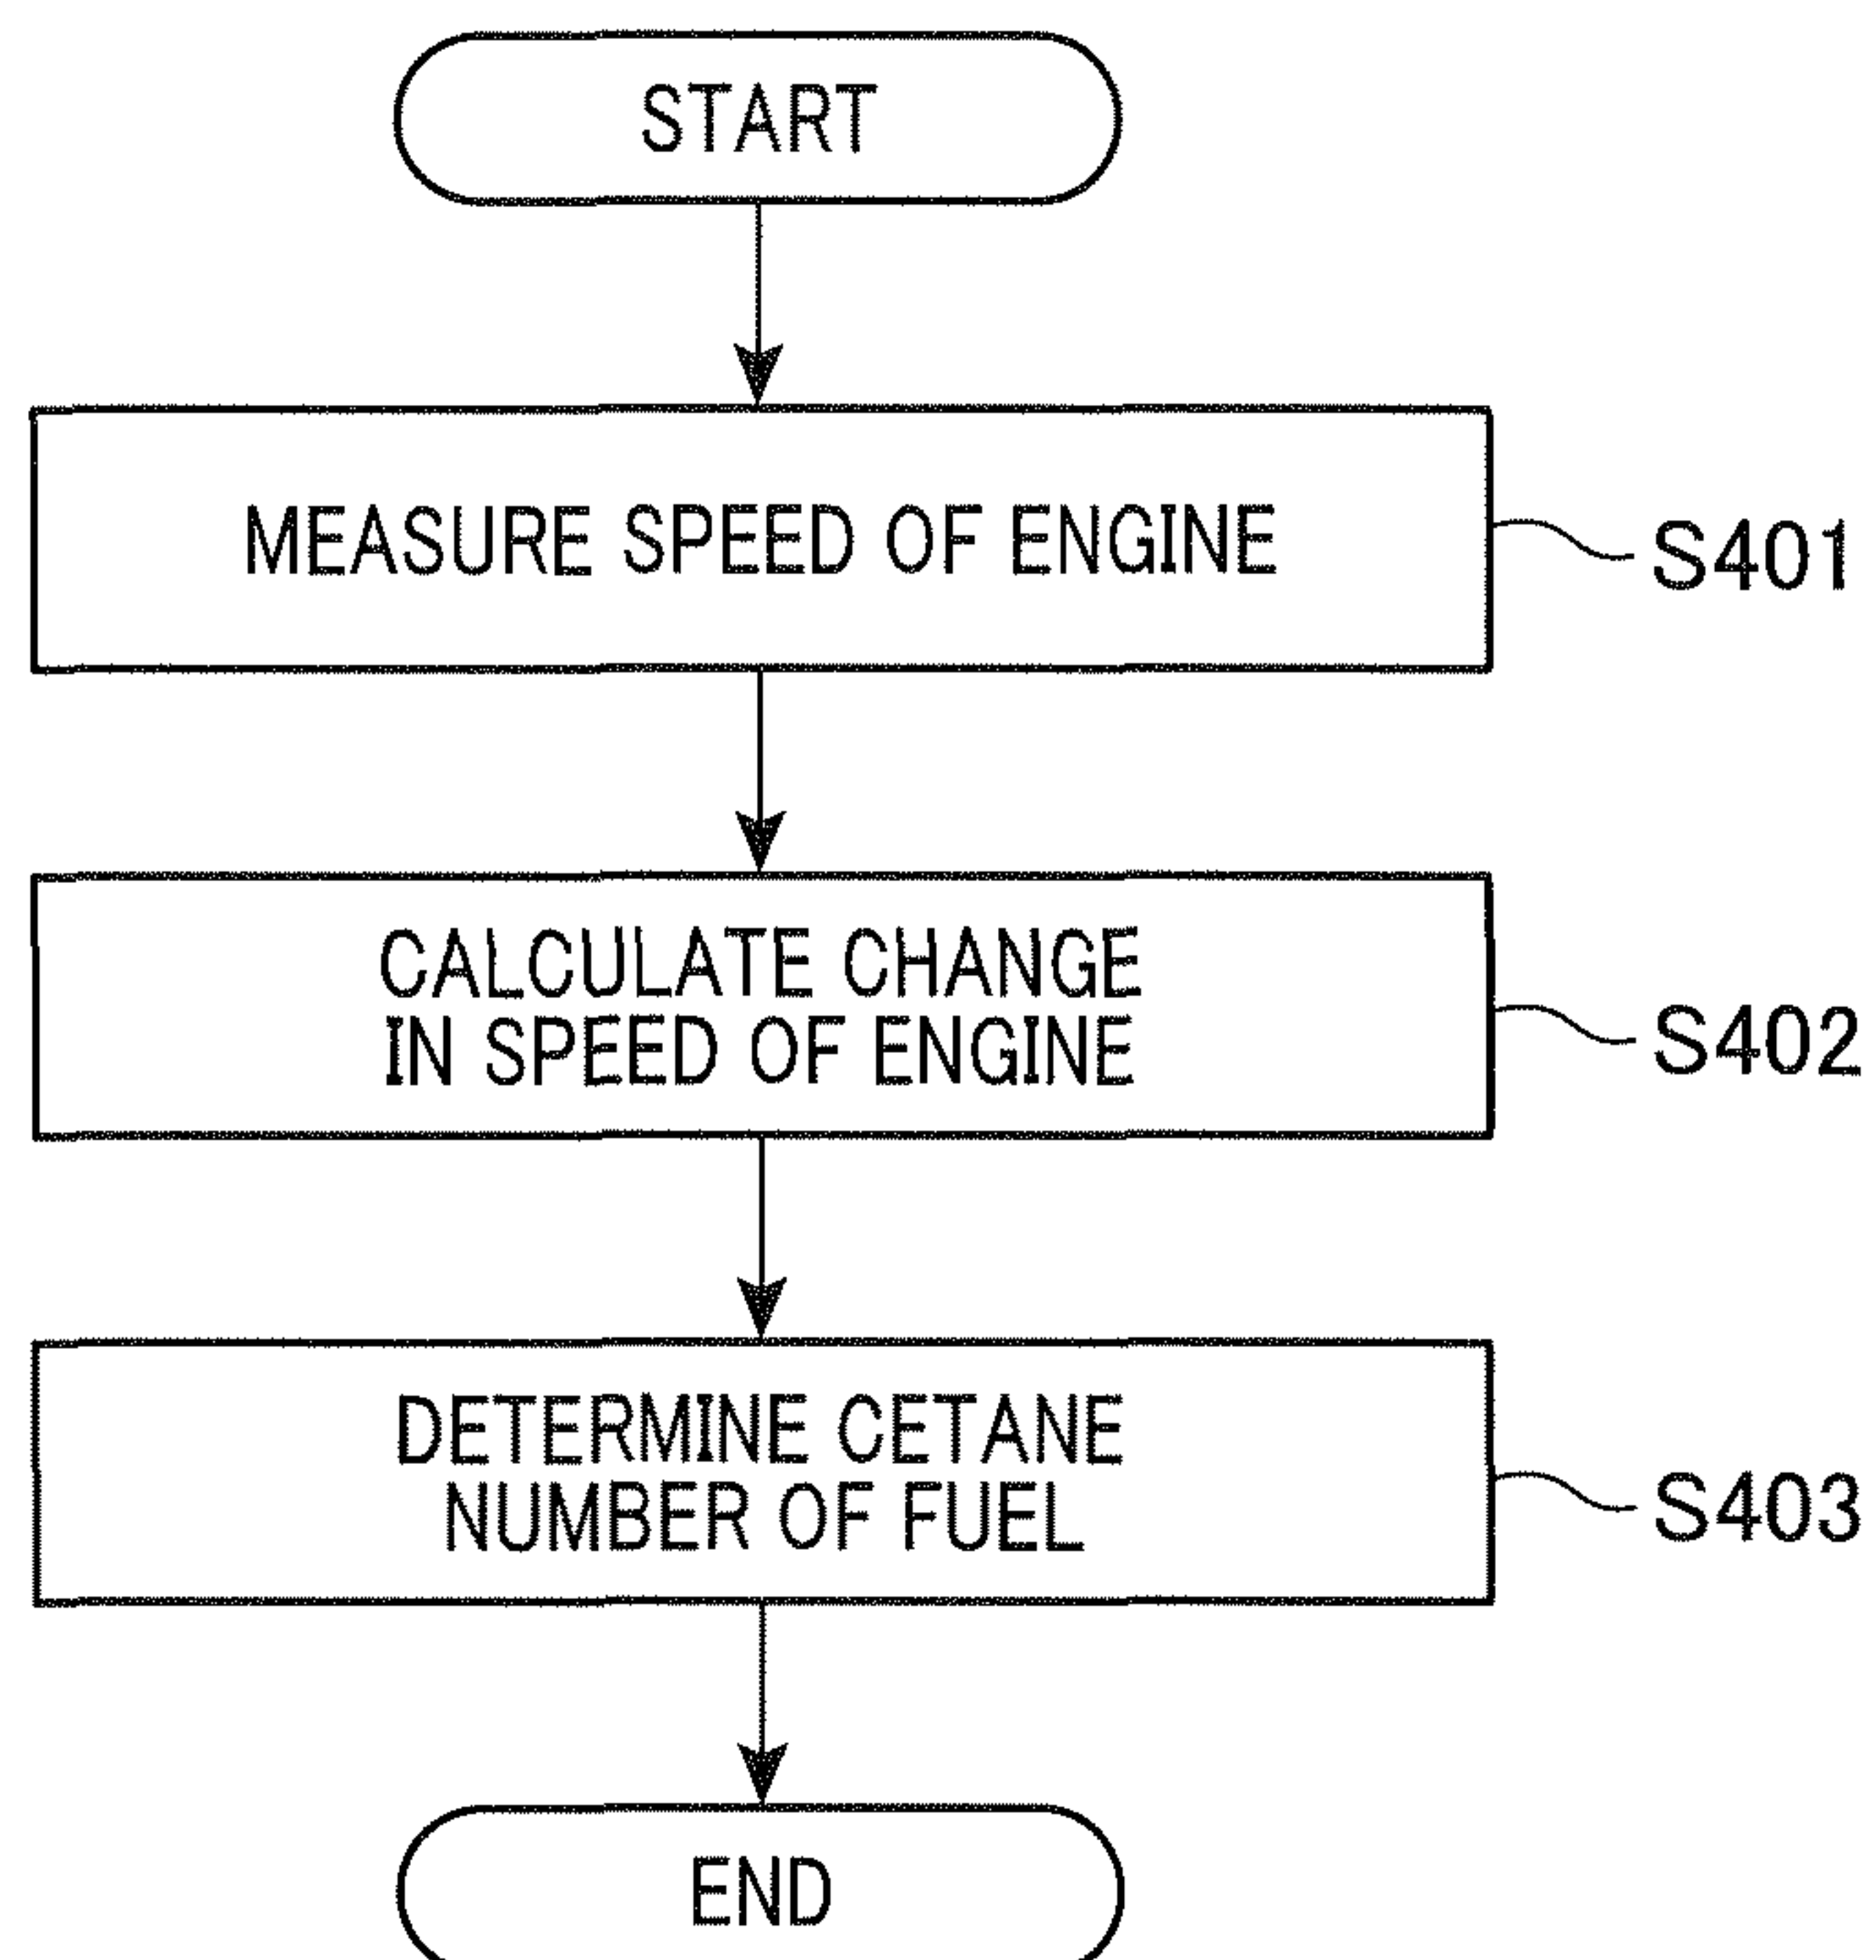 START
MEASURE SPEED OF ENGINE
S401
CALCULATE CHANGE
IN SPEED OF ENGINE
S402
DETERMINE CETANE
NUMBER OF FUEL
S403
END